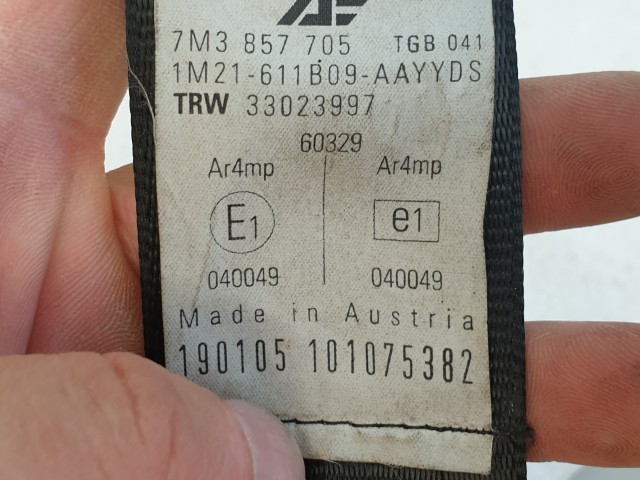 7M3 857 705 TGB 041
1M21-611B09-AAYYDS
TRW 33023997
60329
Ar4mp Ar4mp
E1 e1
040049 040049
Made in Austria
190105 101075382